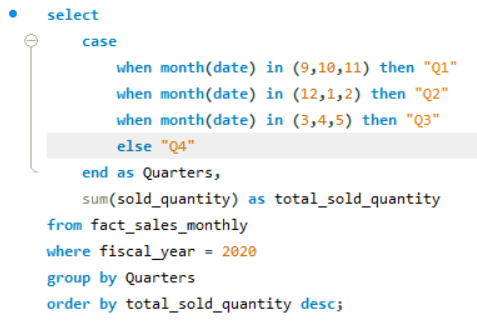 select
case
when month(date) in (9,10,11) then "Q1"
when month(date) in (12,1,2) then "Q2"
when month(date) in (3,4,5) then "Q3"
else "Q4"
end as Quarters,
sum(sold_quantity) as total_sold_quantity
from fact_sales_monthly
where fiscal_year = 2020
group by Quarters
order by total_sold_quantity desc;